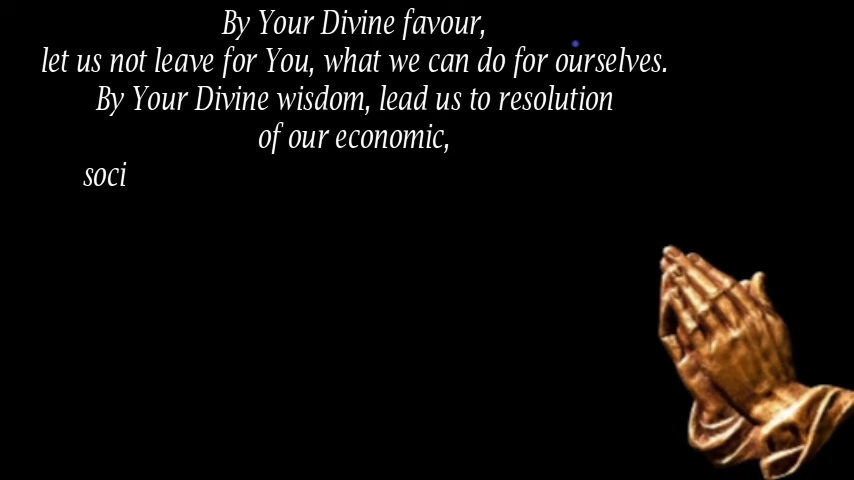 By Your Divine favour,
let us not leave for You, what we can do for ourselves.
By Your Divine wisdom, lead us to resolution
of our economic,
soci